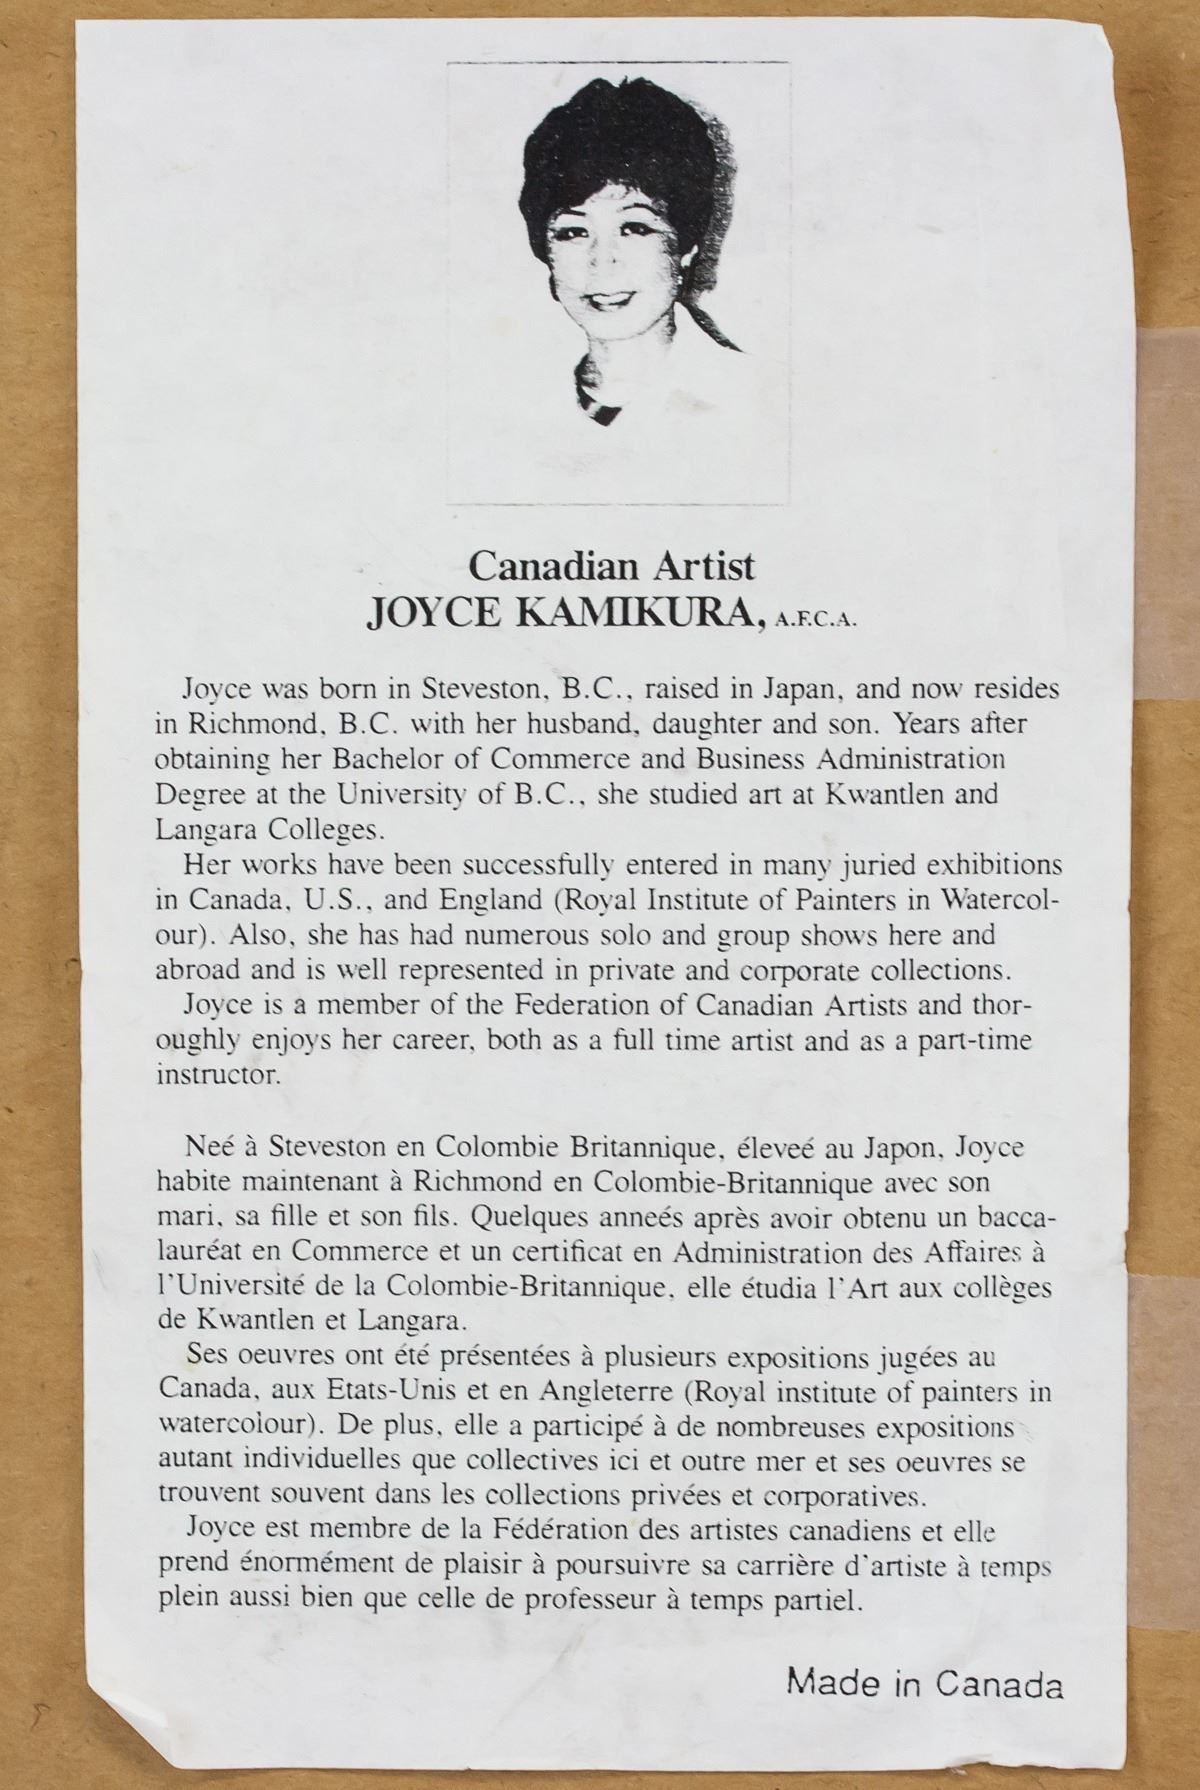 Canadian Artist
JOYCE KAMIKURA, A.F.C.A.
Joyce was born in Steveston, B.C., raised in Japan, and now resides
in Richmond, B.C. with her husband, daughter and son. Years after
obtaining her Bachelor of Commerce and Business Administration
Degree at the University of B.C., she studied art at Kwantlen and
Langara Colleges.
Her works have been successfully entered in many juried exhibitions
in Canada, U.S., and England (Royal Institute of Painters in Watercol-
our). Also, she has had numerous solo and group shows here and
abroad and is well represented in private and corporate collections.
Joyce is a member of the Federation of Canadian Artists and thor-
oughly enjoys her career, both as a full time artist and as a part-time
instructor.
Neé à Steveston en Colombie Britannique, éleveé au Japon, Joyce
habite maintenant à Richmond en Colombie-Britannique avec son
mari, sa fille et son fils. Quelques anneés après avoir obtenu un bacca-
lauréat en Commerce et un certificat en Administration des Affaires à
l'Université de la Colombie-Britannique, elle étudia l'Art aux collèges
de Kwantlen et Langara.
Ses oeuvres ont été présentées à plusieurs expositions jugées au
Canada, aux Etats-Unis et en Angleterre (Royal institute of painters in
watercolour). De plus, elle a participé à de nombreuses expositions
autant individuelles que collectives ici et outre mer et ses oeuvres se
trouvent souvent dans les collections privées et corporatives.
Joyce est membre de la Fédération des artistes canadiens et elle
prend énormément de plaisir à poursuivre sa carrière d'artiste à temps
plein aussi bien que celle de professeur à temps partiel.
Made in Canada